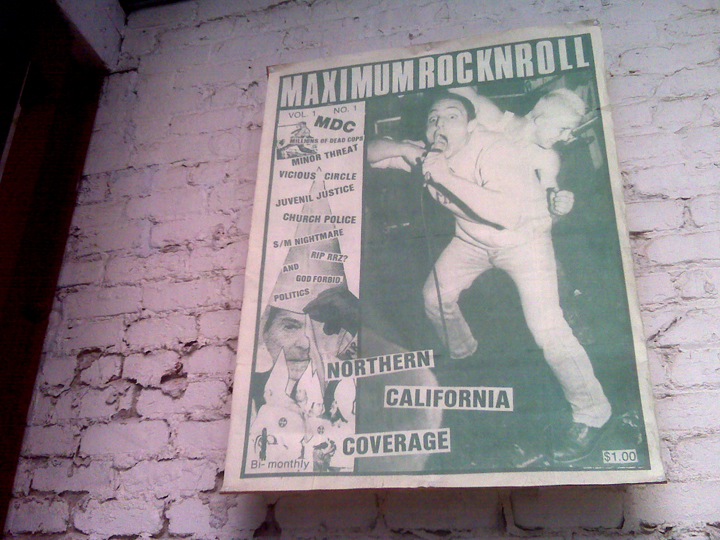 MAXIMUMROCKNROLL
VOL. 1 NO. 1
MDC
MILLIONS OF DEAD COPS
MINOR THREAT
VICIOUS CIRCLE
JUVENIL JUSTICE
CHURCH POLICE
S/M NIGHTMARE
RIP RRZ?
AND
GOD FORBID
POLITICS
NORTHERN
CALIFORNIA
COVERAGE
Bi-monthly
$1.00